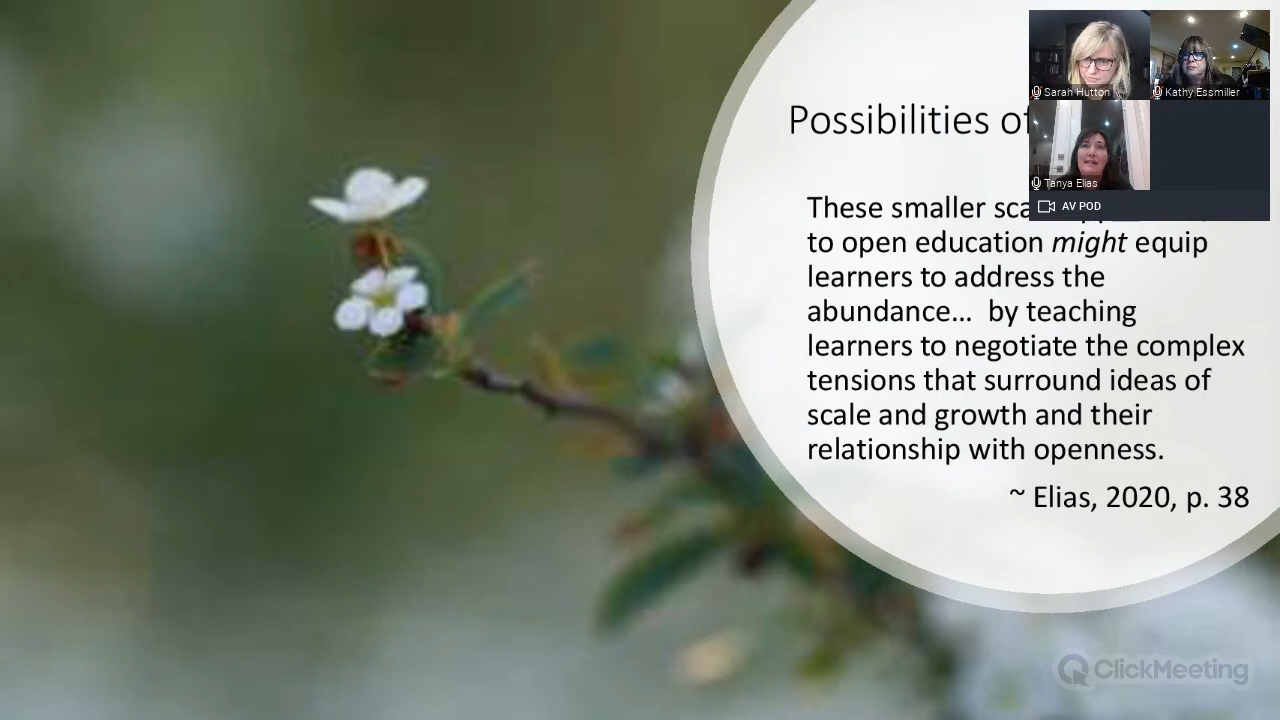 Possibilities of
These smaller
to open education might equip
learners to address the
abundance… by teaching
learners to negotiate the complex
tensions that surround ideas of
scale and growth and their
relationship with openness.
~ Elias, 2020, p. 38
Sarah Hutton
Kathy Essmiller
Tanya Elias
AV POD
ClickMeeting